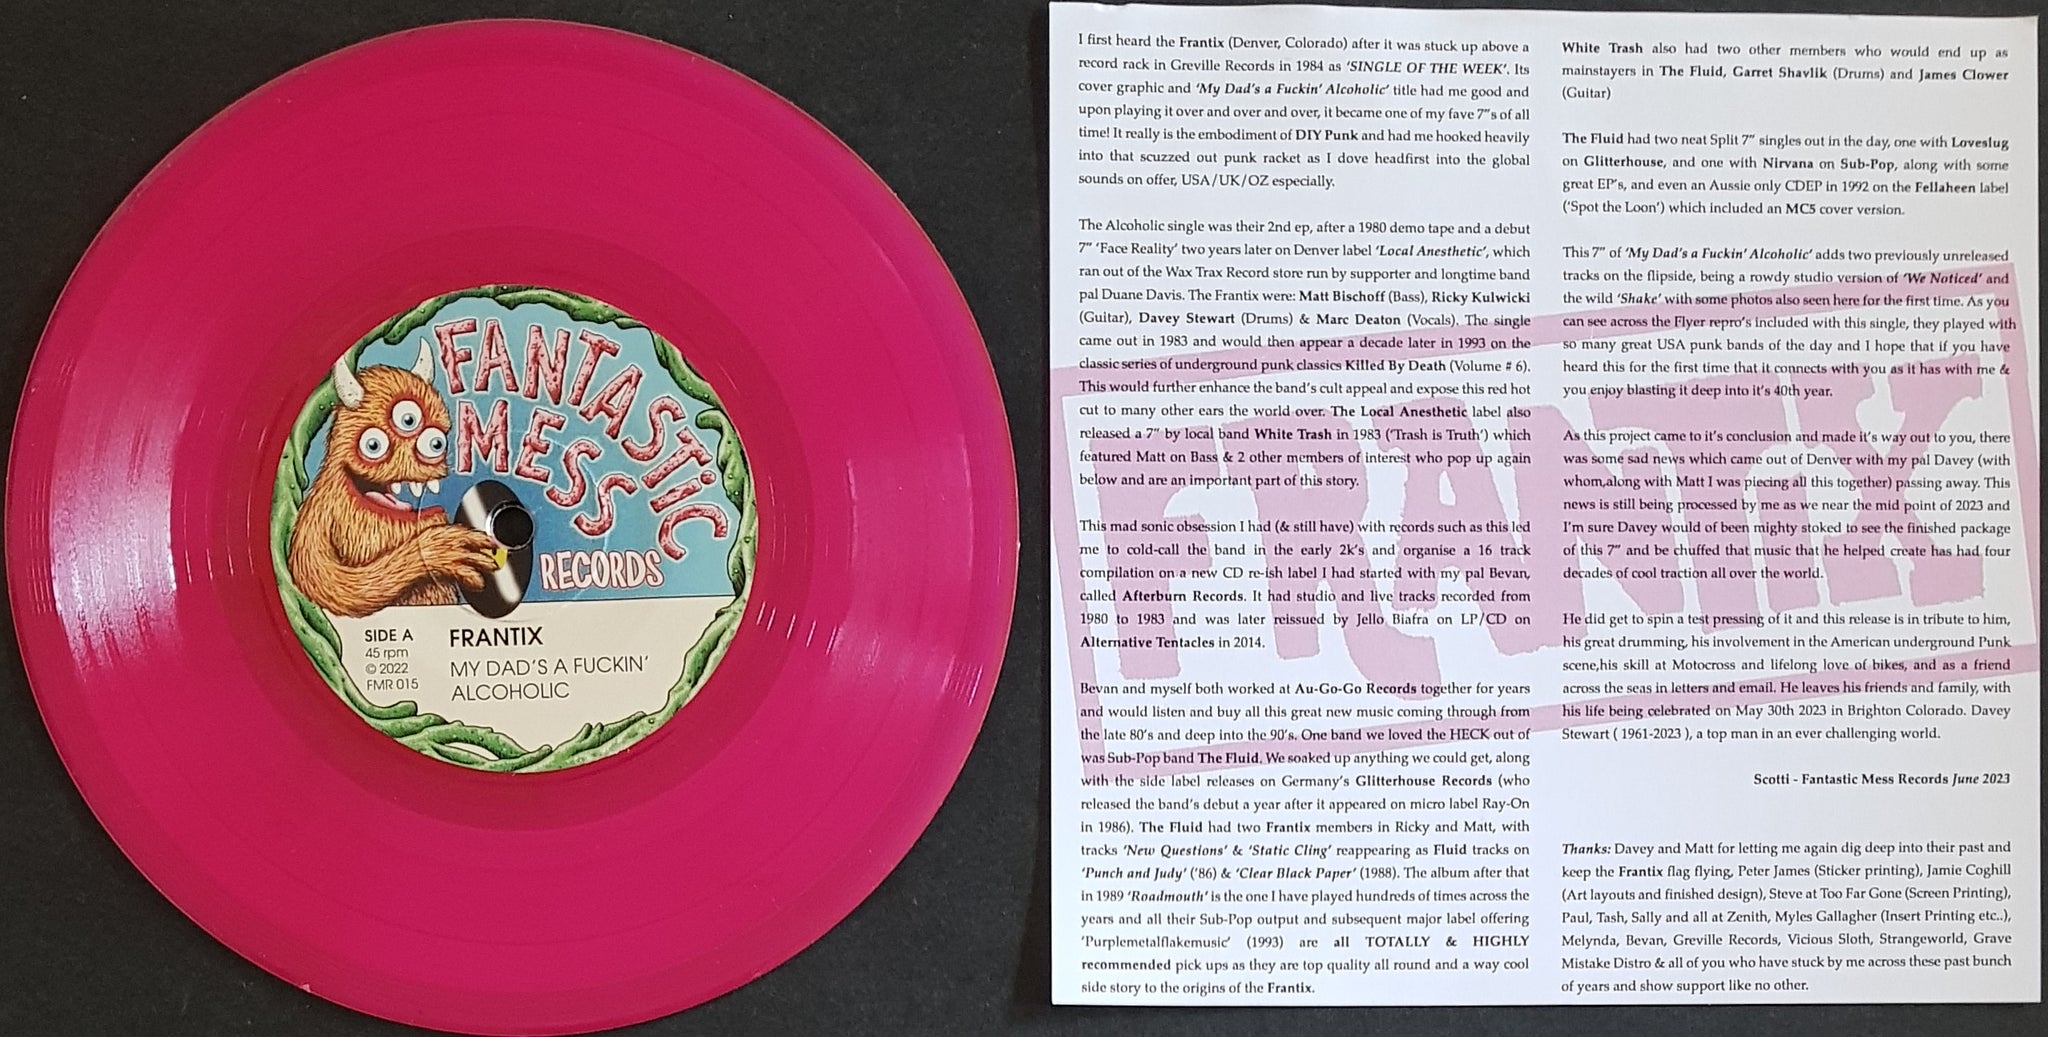 FANTASTIC
MESS
RECORDS
SIDE A
45 rpm
© 2022
FMR 015
FRANTIX
MY DAD'S A FUCKIN'
ALCOHOLIC
I first heard the Frantix (Denver, Colorado) after it was stuck up above a
record rack in Greville Records in 1984 as 'SINGLE OF THE WEEK'. Its
cover graphic and 'My Dad's a Fuckin' Alcoholic' title had me good and
upon playing it over and over and over, it became one of my fave 7"s of all
time! It really is the embodiment of DIY Punk and had me hooked heavily
into that scuzzed out punk racket as I dove headfirst into the global
sounds on offer, USA/UK/OZ especially.
The Alcoholic single was their 2nd ep, after a 1980 demo tape and a debut
7" 'Face Reality' two years later on Denver label 'Local Anesthetic', which
ran out of the Wax Trax Record store run by supporter and longtime band
pal Duane Davis. The Frantix were: Matt Bischoff (Bass), Ricky Kulwicki
(Guitar), Davey Stewart (Drums) & Marc Deaton (Vocals). The single
came out in 1983 and would then appear a decade later in 1993 on the
classic series of underground punk classics Killed By Death (Volume # 6).
This would further enhance the band's cult appeal and expose this red hot
cut to many other ears the world over. The Local Anesthetic label also
released a 7" by local band White Trash in 1983 ('Trash is Truth') which
featured Matt on Bass & 2 other members of interest who pop up again
below and are an important part of this story.
This mad sonic obsession I had (& still have) with records such as this led
me to cold-call the band in the early 2k's and organise a 16 track
compilation on a new CD re-ish label I had started with my pal Bevan,
called Afterburn Records. It had studio and live tracks recorded from
1980 to 1983 and was later reissued by Jello Biafra on LP/CD on
Alternative Tentacles in 2014.
Bevan and myself both worked at Au-Go-Go Records together for years
and would listen and buy all this great new music coming through from
the late 80's and deep into the 90's. One band we loved the HECK out of
was Sub-Pop band The Fluid. We soaked up anything we could get, along
with the side label releases on Germany's Glitterhouse Records (who
released the band's debut a year after it appeared on micro label Ray-On
in 1986). The Fluid had two Frantix members in Ricky and Matt, with
tracks 'New Questions' & 'Static Cling' reappearing as Fluid tracks on
'Punch and Judy' ('86) & 'Clear Black Paper' (1988). The album after that
in 1989 'Roadmouth' is the one I have played hundreds of times across the
years and all their Sub-Pop output and subsequent major label offering
'Purplemetalflakemusic' (1993) are all TOTALLY & HIGHLY
recommended pick ups as they are top quality all round and a way cool
side story to the origins of the Frantix.
White Trash also had two other members who would end up as
mainstayers in The Fluid, Garret Shavlik (Drums) and James Clower
(Guitar)
The Fluid had two neat Split 7" singles out in the day, one with Loveslug
on Glitterhouse, and one with Nirvana on Sub-Pop, along with some
great EP's, and even an Aussie only CDEP in 1992 on the Fellaheen label
('Spot the Loon') which included an MC5 cover version.
This 7" of 'My Dad's a Fuckin' Alcoholic' adds two previously unreleased
tracks on the flipside, being a rowdy studio version of 'We Noticed' and
the wild 'Shake' with some photos also seen here for the first time. As you
can see across the Flyer repro's included with this single, they played with
so many great USA punk bands of the day and I hope that if you have
heard this for the first time that it connects with you as it has with me &
you enjoy blasting it deep into it's 40th year.
As this project came to it's conclusion and made it's way out to you, there
was some sad news which came out of Denver with my pal Davey (with
whom,along with Matt I was piecing all this together) passing away. This
news is still being processed by me as we near the mid point of 2023 and
I'm sure Davey would of been mighty stoked to see the finished package
of this 7" and be chuffed that music that he helped create has had four
decades of cool traction all over the world.
He did get to spin a test pressing of it and this release is in tribute to him,
his great drumming, his involvement in the American underground Punk
scene,his skill at Motocross and lifelong love of bikes, and as a friend
across the seas in letters and email. He leaves his friends and family, with
his life being celebrated on May 30th 2023 in Brighton Colorado. Davey
Stewart ( 1961-2023 ), a top man in an ever challenging world.
Scotti - Fantastic Mess Records June 2023
Thanks: Davey and Matt for letting me again dig deep into their past and
keep the Frantix flag flying, Peter James (Sticker printing), Jamie Coghill
(Art layouts and finished design), Steve at Too Far Gone (Screen Printing),
Paul, Tash, Sally and all at Zenith, Myles Gallagher (Insert Printing etc..),
Melynda, Bevan, Greville Records, Vicious Sloth, Strangeworld, Grave
Mistake Distro & all of you who have stuck by me across these past bunch
of years and show support like no other.
FRANTIX